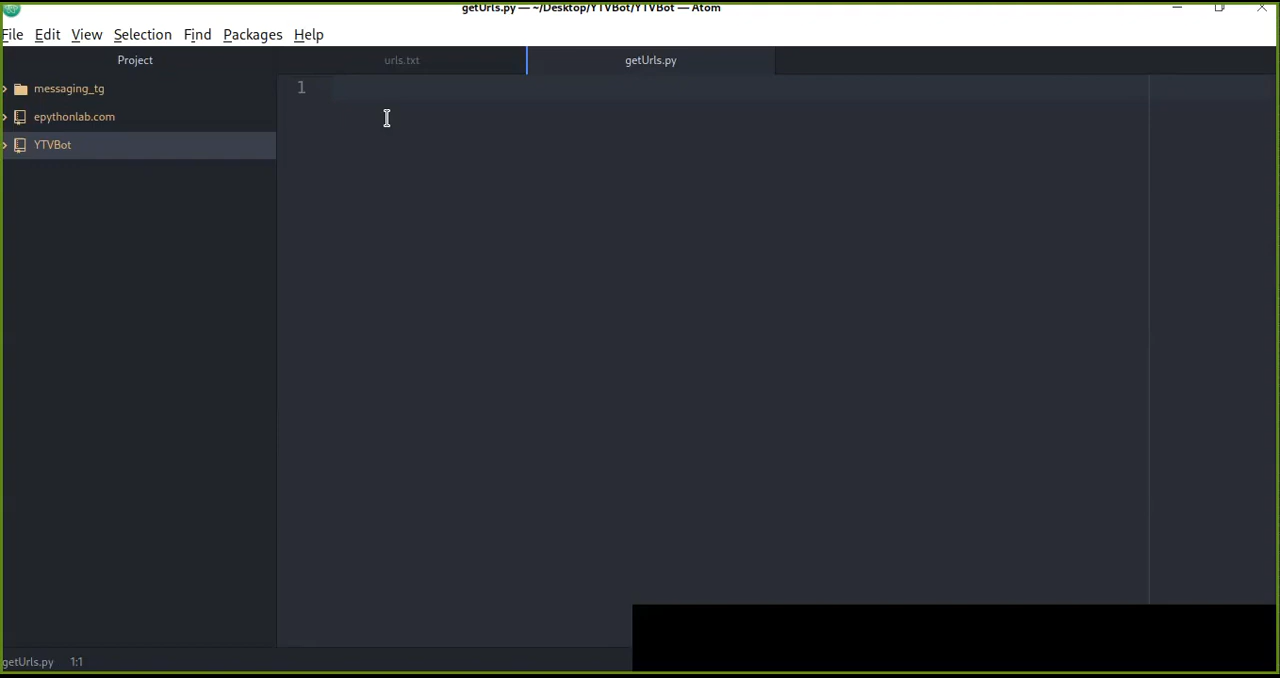 getUrls.py — ~/Desktop/YTVBot/YTVBot — Atom
File Edit View Selection Find Packages Help
Project urls.txt getUrls.py
messaging_tg
epythonlab.com
YTVBot
1
getUrls.py 1:1